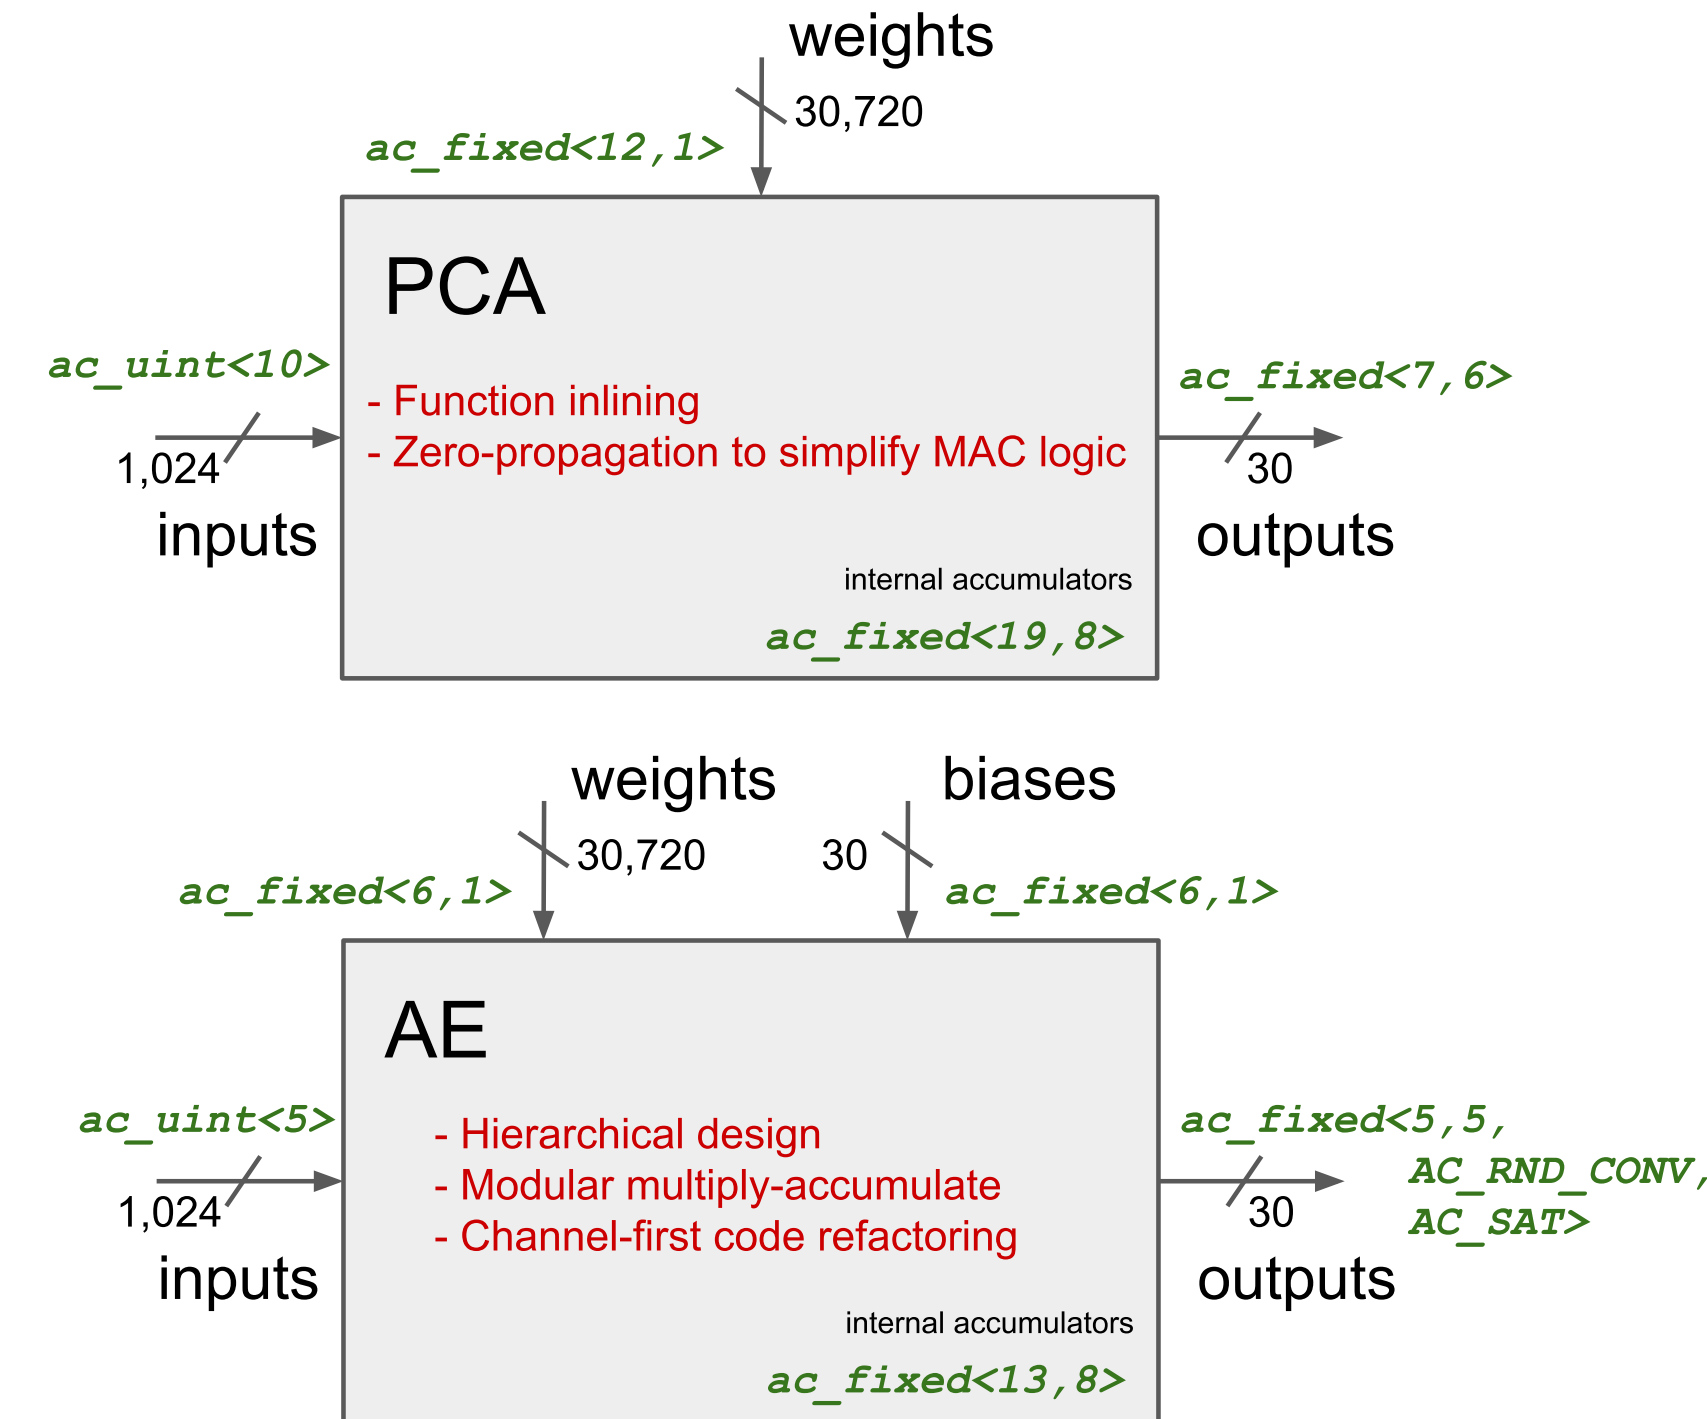 weights
30,720
ac_fixed<12,1>
PCA
ac_uint<10>
- Function inlining
- Zero-propagation to simplify MAC logic
1,024
inputs
ac_fixed<7,6>
30
outputs
internal accumulators
ac_fixed<19,8>
weights
30,720
ac_fixed<6,1>
biases
30
ac_fixed<6,1>
AE
ac_uint<5>
- Hierarchical design
- Modular multiply-accumulate
- Channel-first code refactoring
1,024
inputs
ac_fixed<5,5,
AC_RND_CONV,
AC_SAT>
30
outputs
internal accumulators
ac_fixed<13,8>